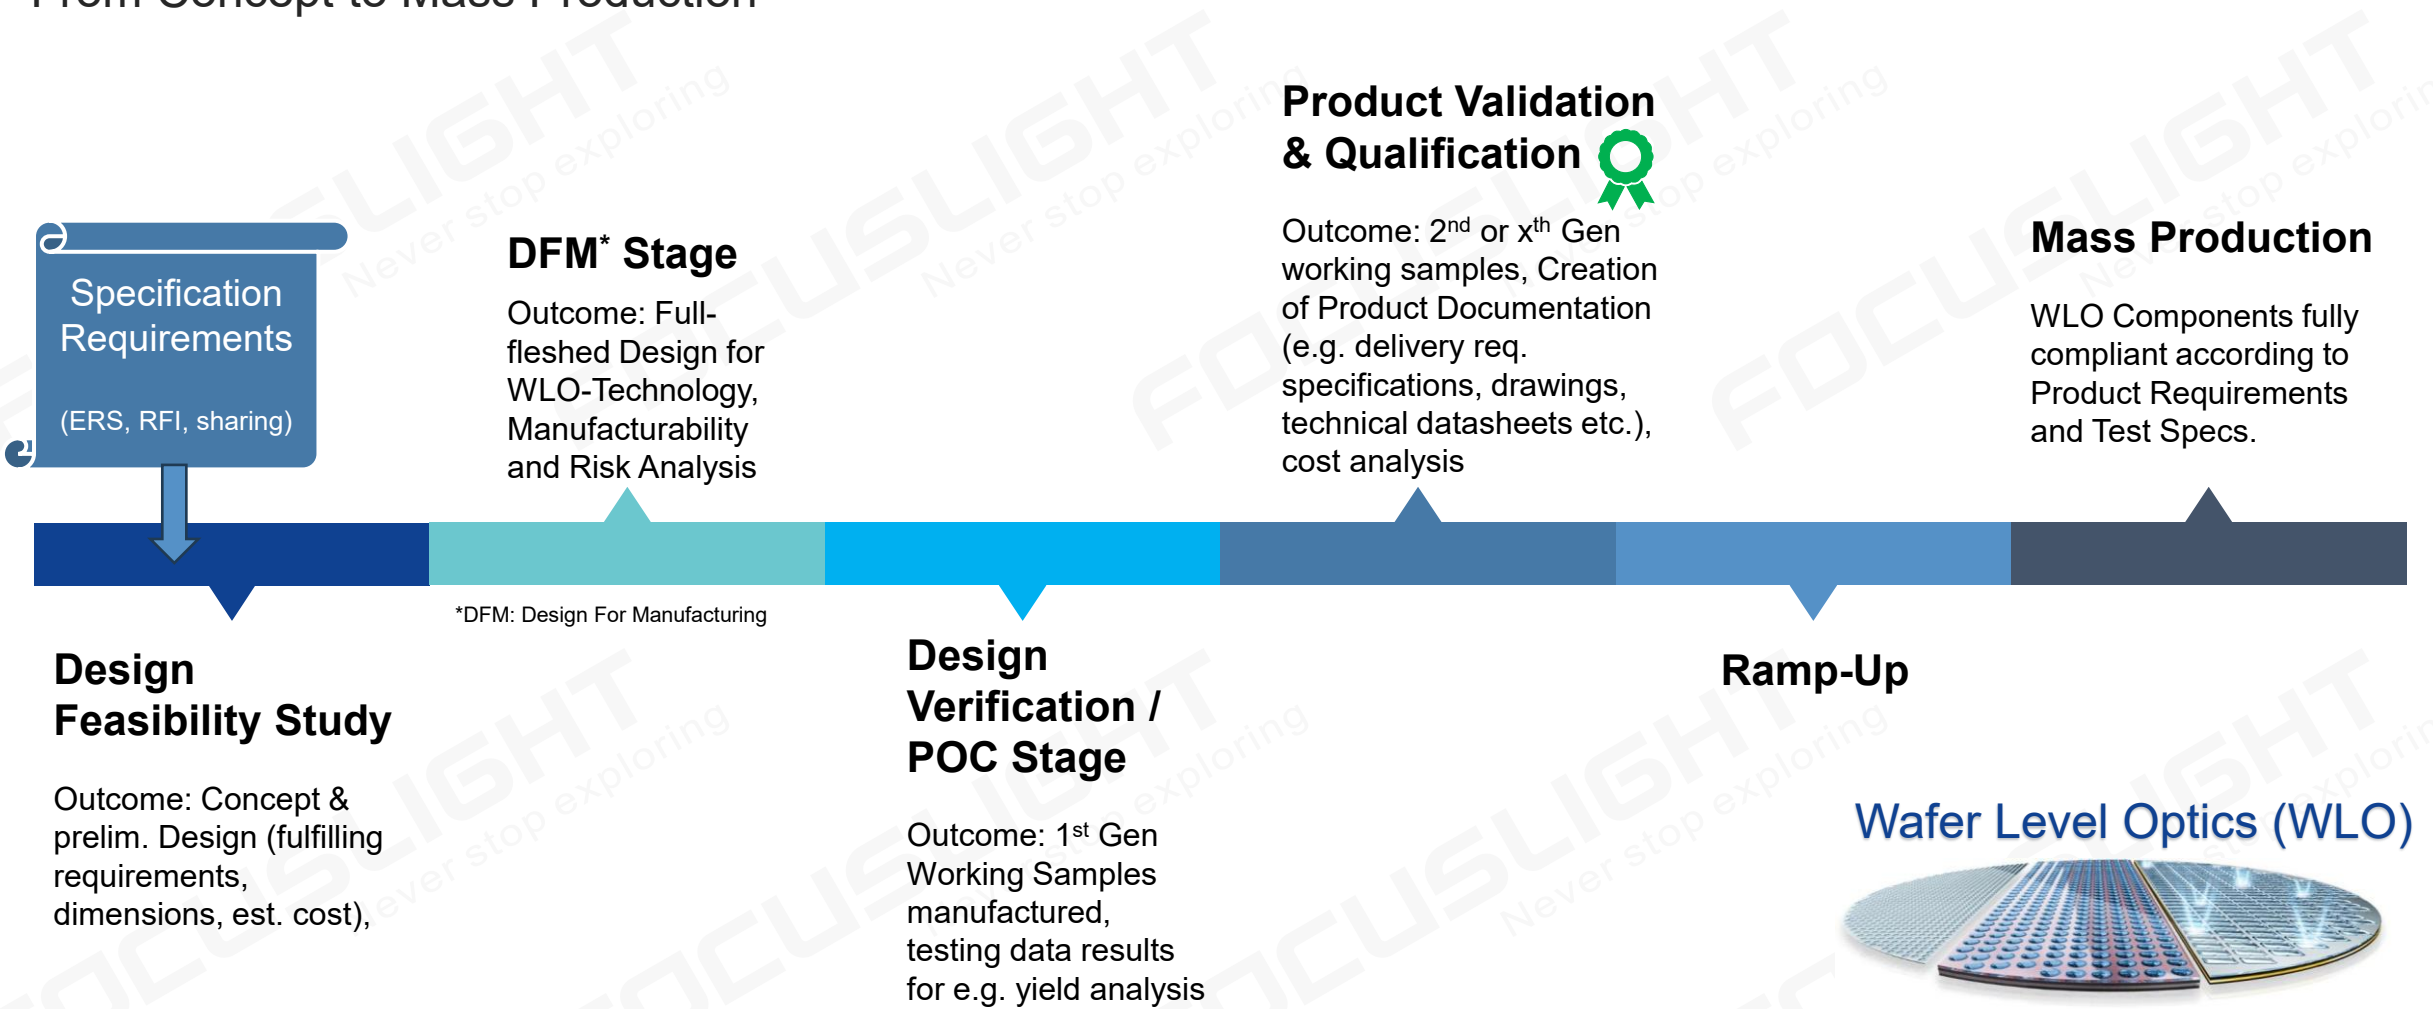 From Concept to Mass Production
Specification
Requirements
(ERS, RFI, sharing)
Design
Feasibility Study
Outcome: Concept &
prelim. Design (fulfilling
requirements,
dimensions, est. cost),
DFM* Stage
Outcome: Full-
fleshed Design for
WLO-Technology,
Manufacturability
and Risk Analysis
*DFM: Design For Manufacturing
Design
Verification /
POC Stage
Outcome: 1st Gen
Working Samples
manufactured,
testing data results
for e.g. yield analysis
Product Validation
& Qualification
Outcome: 2nd or xth Gen
working samples, Creation
of Product Documentation
(e.g. delivery req.
specifications, drawings,
technical datasheets etc.),
cost analysis
Ramp-Up
Mass Production
WLO Components fully
compliant according to
Product Requirements
and Test Specs.
Wafer Level Optics (WLO)
FOCUSLIGHT
Never stop exploring